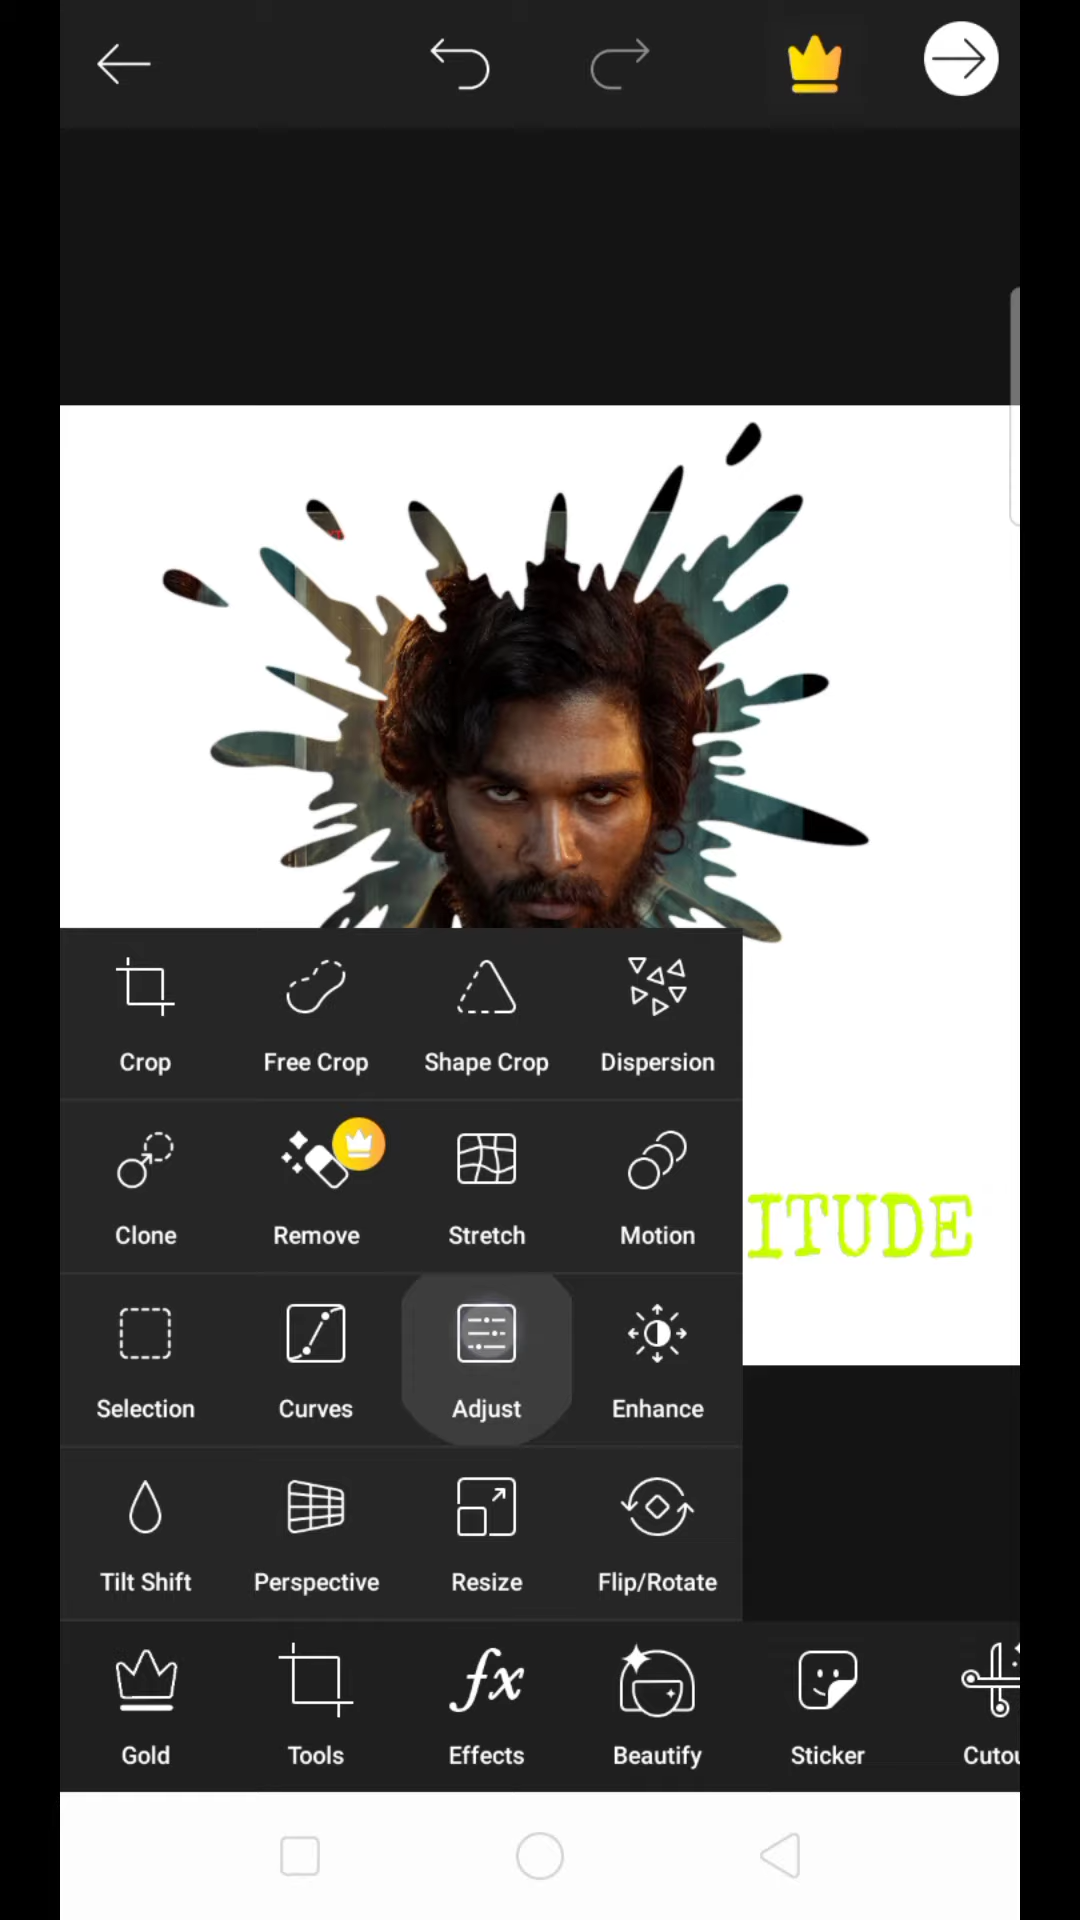 Crop Free Crop Shape Crop Dispersion
Clone Remove Stretch Motion
ITUDE
Selection Curves Adjust Enhance
Tilt Shift Perspective Resize Flip/Rotate
Gold Tools Effects Beautify Sticker Cutou